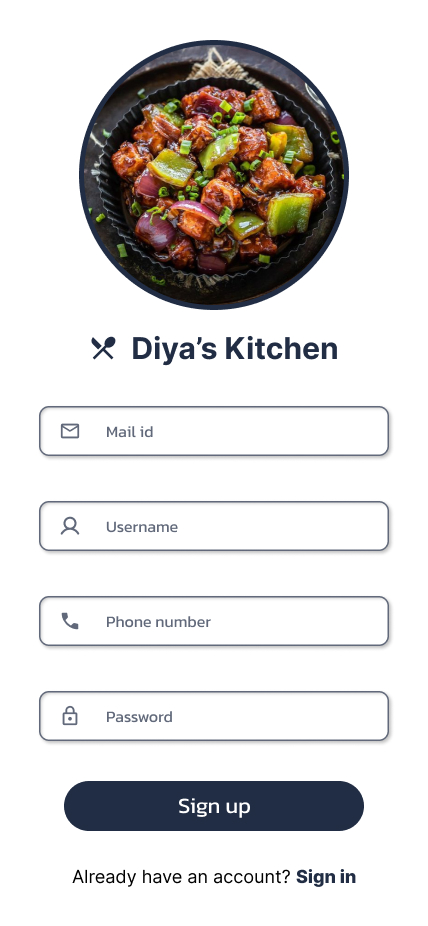 Diya’s Kitchen
Mail id
Username
Phone number
Password
Sign up
Already have an account? Sign in